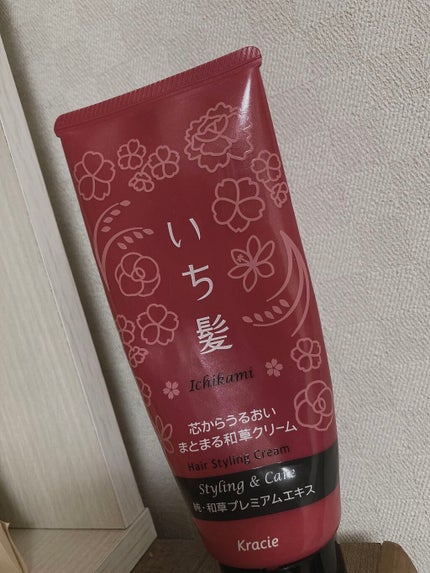 いち髪
Ichikami
芯からうるおい
まとまる和草クリーム
Hair Styling Cream
Styling & Care
純・和草プレミアムエキス
Kracie